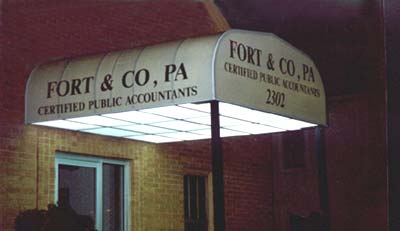 FORT & CO, PA
CERTIFIED PUBLIC ACCOUNTANTS
FORT & CO, PA
CERTIFIED PUBLIC ACCOUNTANTS
2302